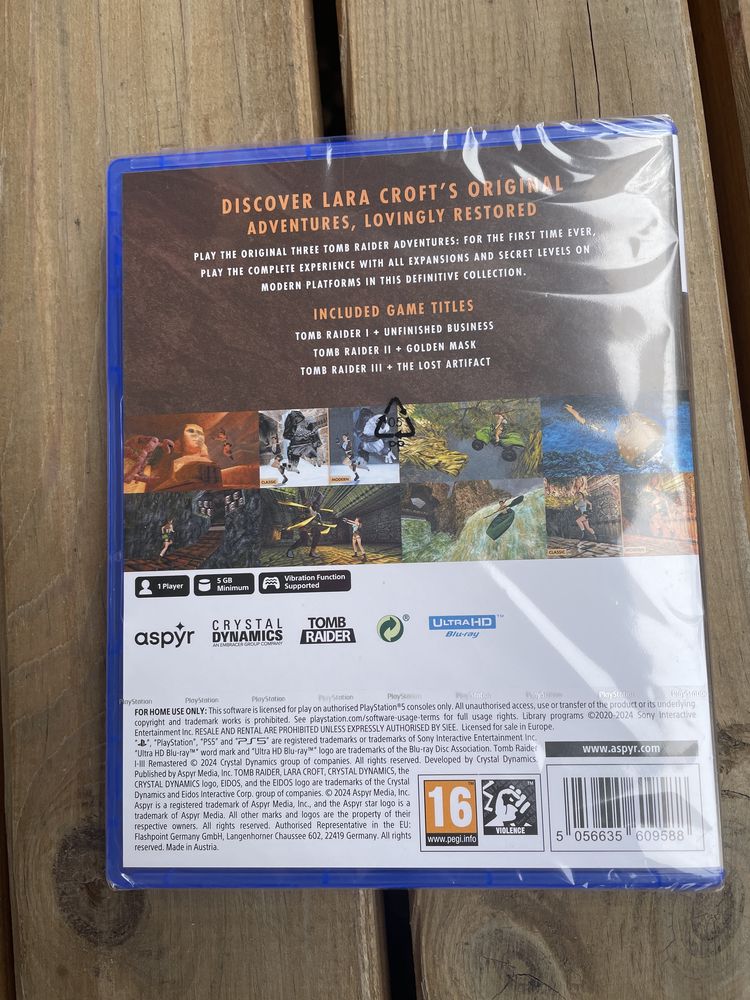 DISCOVER LARA CROFT'S ORIGINAL
ADVENTURES, LOVINGLY RESTORED
PLAY THE ORIGINAL THREE TOMB RAIDER ADVENTURES: FOR THE FIRST TIME EVER,
PLAY THE COMPLETE EXPERIENCE WITH ALL EXPANSIONS AND SECRET LEVELS ON
MODERN PLATFORMS IN THIS DEFINITIVE COLLECTION.
INCLUDED GAME TITLES
TOMB RAIDER I + UNFINISHED BUSINESS
TOMB RAIDER II + GOLDEN MASK
TOMB RAIDER III + THE LOST ARTIFACT
CLASSIC
MODERN
CLASSIC
1 Player
5 GB
Minimum
Vibration Function
Supported
aspyr
CRYSTAL
DYNAMICS
AN EMBRACER GROUP COMPANY
TOMB
RAIDER
®
ULTRA HD™
Blu-ray
PlayStation PlayStation PlayStation PlayStation PlayStation PlayStation PlayStation PlayStation PlayStation
FOR HOME USE ONLY: This software is licensed for play on authorised PlayStation®5 consoles only. All unauthorised access, use or transfer of the product or its underlying
copyright and trademark works is prohibited. See playstation.com/software-usage-terms for full usage rights. Library programs ©2020-2024 Sony Interactive
Entertainment Inc. RESALE AND RENTAL ARE PROHIBITED UNLESS EXPRESSLY AUTHORISED BY SIEE. Licensed for sale in Europe.
" ", "PlayStation", "PS5" and "PS5" are registered trademarks or trademarks of Sony Interactive Entertainment Inc.
"Ultra HD Blu-ray™" word mark and "Ultra HD Blu-ray™" logo are trademarks of the Blu-ray Disc Association. Tomb Raider
I-III Remastered © 2024 Crystal Dynamics group of companies. All rights reserved. Developed by Crystal Dynamics.
Published by Aspyr Media, Inc. TOMB RAIDER, LARA CROFT, CRYSTAL DYNAMICS, the
CRYSTAL DYNAMICS logo, EIDOS, and the EIDOS logo are trademarks of the Crystal
Dynamics and Eidos Interactive Corp. group of companies. © 2024 Aspyr Media, Inc.
Aspyr is a registered trademark of Aspyr Media, Inc., and the Aspyr star logo is a
trademark of Aspyr Media. All other marks and logos are the property of their
respective owners. All rights reserved. Authorised Representative in the EU:
Flashpoint Germany GmbH, Langenhorner Chaussee 602, 22419 Germany. All rights
reserved. Made in Austria.
www.aspyr.com
16
www.pegi.info
VIOLENCE
5 056635 609588